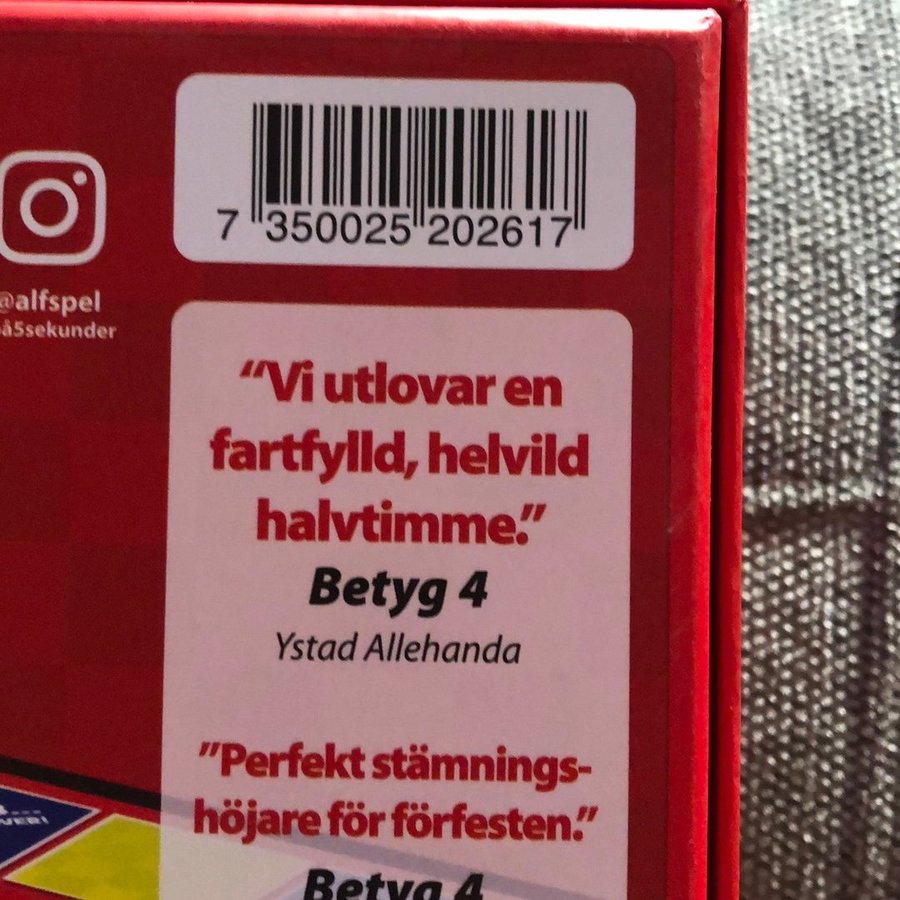 7 350025 202617
@alfspel
å5sekunder
“Vi utlovar en
fartfylld, helvild
halvtimme.”
Betyg 4
Ystad Allehanda
”Perfekt stämnings-
höjare för förfesten.”
Betyg 4